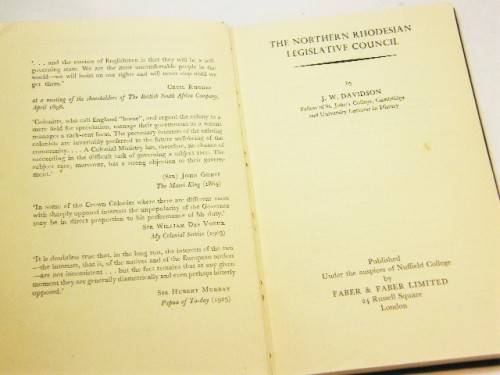 '. . . and the essence of Englishmen is that they will be a self-
governing state. We are the most uncomfortable people in the
world—we will insist on our rights and will never stop until we
get them.'
CECIL RHODES
at a meeting of the shareholders of The British South Africa Company,
April 1898.
'Colonists, who call England "home", and regard the colony as a
mere field for speculation, manage their government as a tenant
manages a rack-rent farm. The pecuniary interests of the existing
colonists are invariably preferred to the future well-being of the
community. . . . A Colonial Ministry has, therefore, no chance of
succeeding in the difficult task of governing a subject race. The
subject race, moreover, has a strong objection to their govern-
ment.'
(SIR) JOHN GORST
The Maori King (1864)
'In some of the Crown Colonies where there are different races
with sharply opposed interests the unpopularity of the Governor
may be in direct proportion to his performance of his duty.'
SIR WILLIAM DES VOEUX
My Colonial Service (1903)
'It is doubtless true that, in the long run, the interests of the two
—the interests, that is, of the natives and of the European settlers
—are not inconsistent . . . but the fact remains that at any given
moment they are generally diametrically and even perhaps bitterly
opposed.'
SIR HUBERT MURRAY
Papua of To-day (1925)
THE NORTHERN RHODESIAN
LEGISLATIVE COUNCIL
by
J. W. DAVIDSON
Fellow of St. John's College, Cambridge
and University Lecturer in History
Published
Under the auspices of Nuffield College
by
FABER & FABER LIMITED
24 Russell Square
London